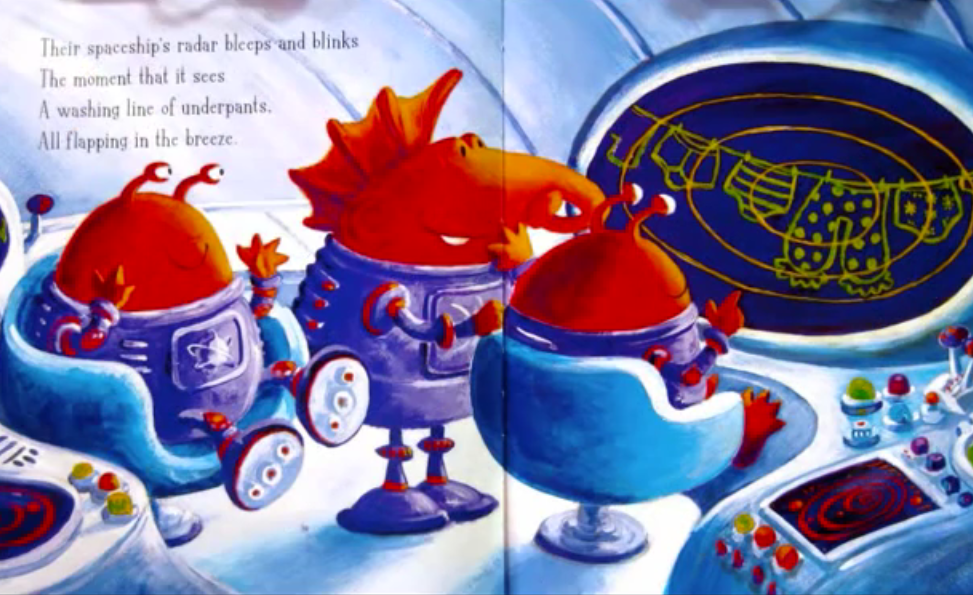 Their spaceship's radar bleeps and blinks
The moment that it sees
A washing line of underpants.
All flapping in the breeze.